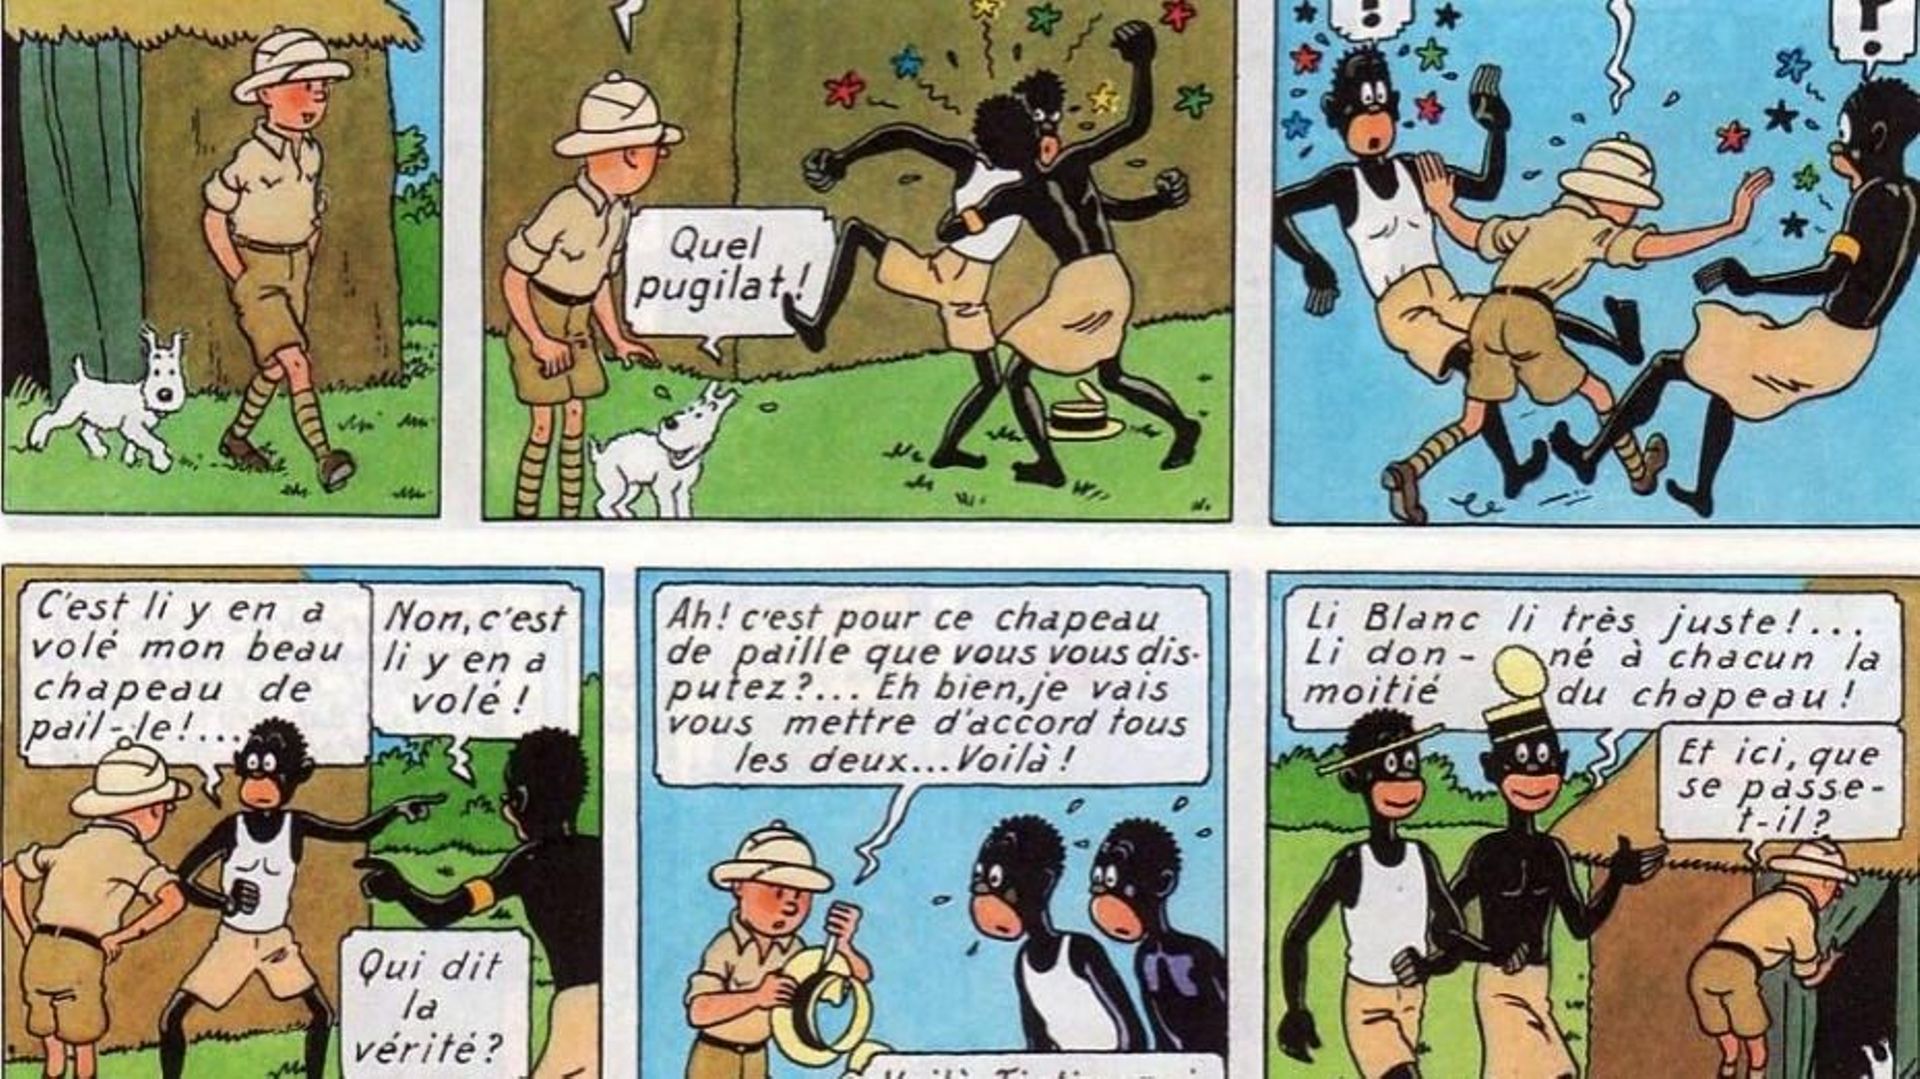 !
?
Quel
pugilat!
C'est li y en a
volé mon beau
chapeau de
pail-le!...
Non, c'est
li y en a
volé!
Qui dit
la
vérité?
Ah! c'est pour ce chapeau
de paille que vous vous dis-
putez?... Eh bien, je vais
vous mettre d'accord tous
les deux... Voilà!
Li Blanc li très juste!...
Li don- né à chacun la
moitié du chapeau!
Et ici, que
se passe-
t-il?